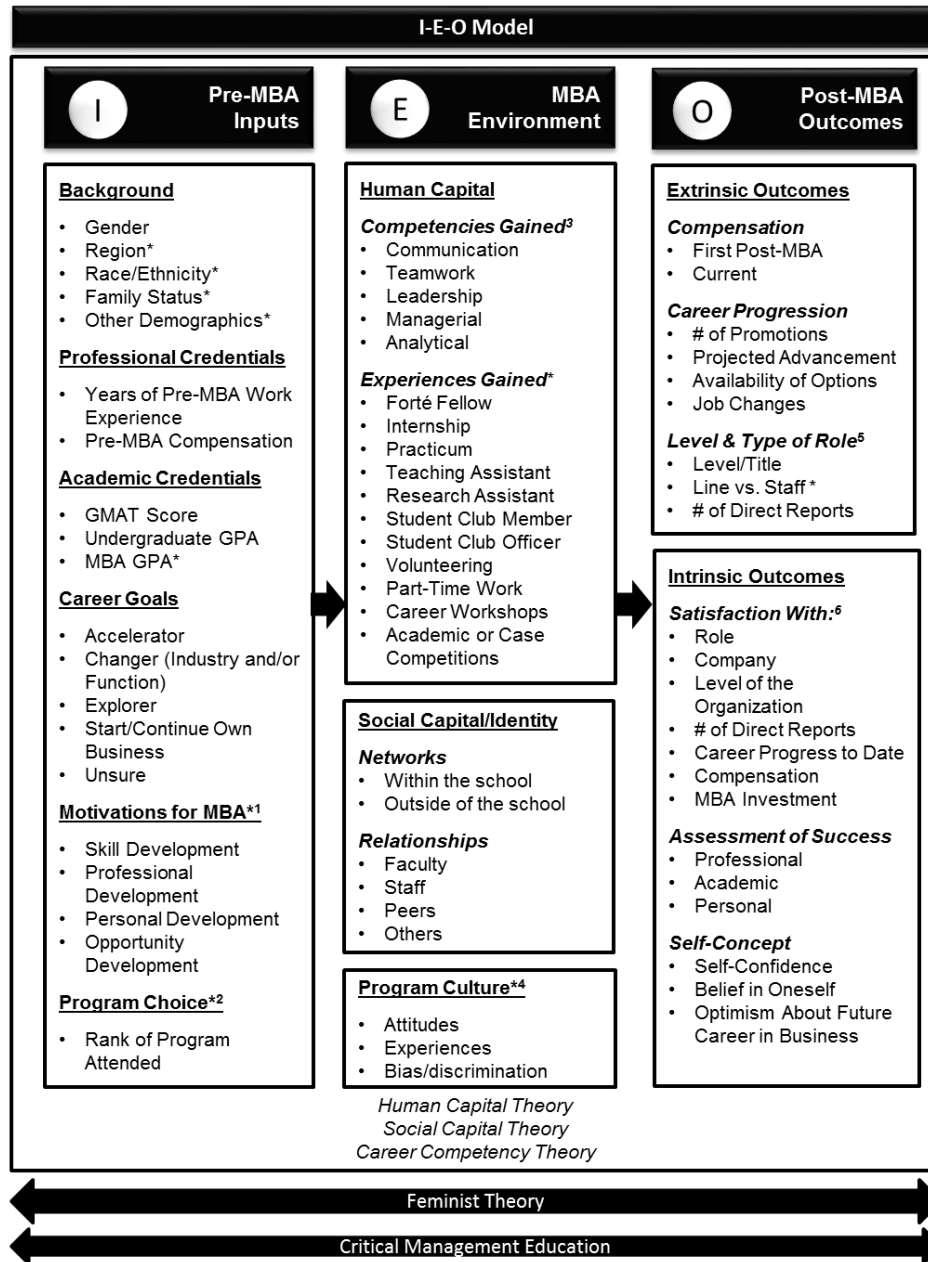 I-E-O Model
I
Pre-MBA
Inputs
Background
• Gender
• Region*
• Race/Ethnicity*
• Family Status*
• Other Demographics*
Professional Credentials
• Years of Pre-MBA Work
Experience
• Pre-MBA Compensation
Academic Credentials
• GMAT Score
• Undergraduate GPA
• MBA GPA*
Career Goals
• Accelerator
• Changer (Industry and/or
Function)
• Explorer
• Start/Continue Own
Business
• Unsure
Motivations for MBA*1
• Skill Development
• Professional
Development
• Personal Development
• Opportunity
Development
Program Choice*2
• Rank of Program
Attended
E
MBA
Environment
Human Capital
Competencies Gained3
• Communication
• Teamwork
• Leadership
• Managerial
• Analytical
Experiences Gained*
• Forté Fellow
• Internship
• Practicum
• Teaching Assistant
• Research Assistant
• Student Club Member
• Student Club Officer
• Volunteering
• Part-Time Work
• Career Workshops
• Academic or Case
Competitions
Social Capital/Identity
Networks
• Within the school
• Outside of the school
Relationships
• Faculty
• Staff
• Peers
• Others
Program Culture*4
• Attitudes
• Experiences
• Bias/discrimination
Human Capital Theory
Social Capital Theory
Career Competency Theory
O
Post-MBA
Outcomes
Extrinsic Outcomes
Compensation
• First Post-MBA
• Current
Career Progression
• # of Promotions
• Projected Advancement
• Availability of Options
• Job Changes
Level & Type of Role5
• Level/Title
• Line vs. Staff *
• # of Direct Reports
Intrinsic Outcomes
Satisfaction With:6
• Role
• Company
• Level of the
Organization
• # of Direct Reports
• Career Progress to Date
• Compensation
• MBA Investment
Assessment of Success
• Professional
• Academic
• Personal
Self-Concept
• Self-Confidence
• Belief in Oneself
• Optimism About Future
Career in Business
Feminist Theory
Critical Management Education